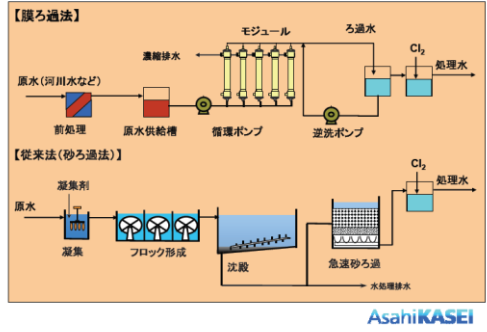 【膜ろ過法】
モジュール
ろ過水
Cl2
処理水
濃縮排水
原水(河川水など)
前処理
原水供給槽
循環ポンプ
逆洗ポンプ
【従来法(砂ろ過法)】
Cl2
処理水
凝集剤
原水
凝集
フロック形成
沈殿
急速砂ろ過
水処理排水
AsahiKASEI